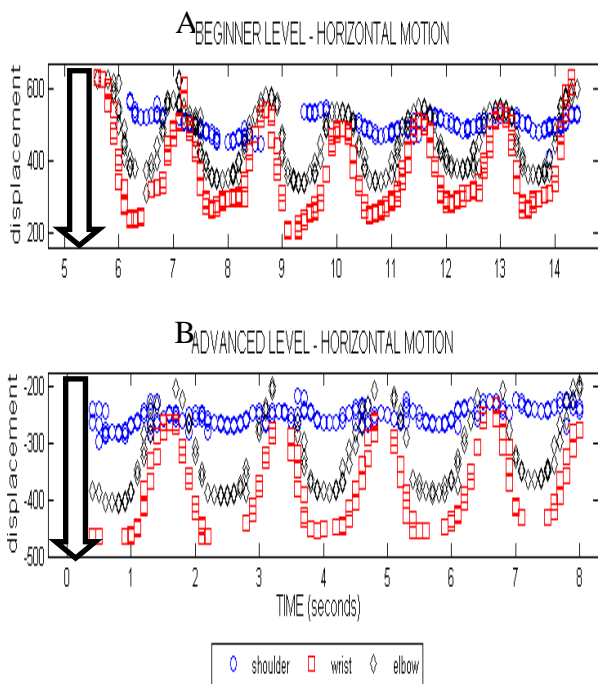 A BEGINNER LEVEL - HORIZONTAL MOTION
displacement
600
400
200
5 6 7 8 9 10 11 12 13 14
B ADVANCED LEVEL - HORIZONTAL MOTION
displacement
-200
-300
-400
-500
0 1 2 3 4 5 6 7 8
TIME (seconds)
shoulder wrist elbow